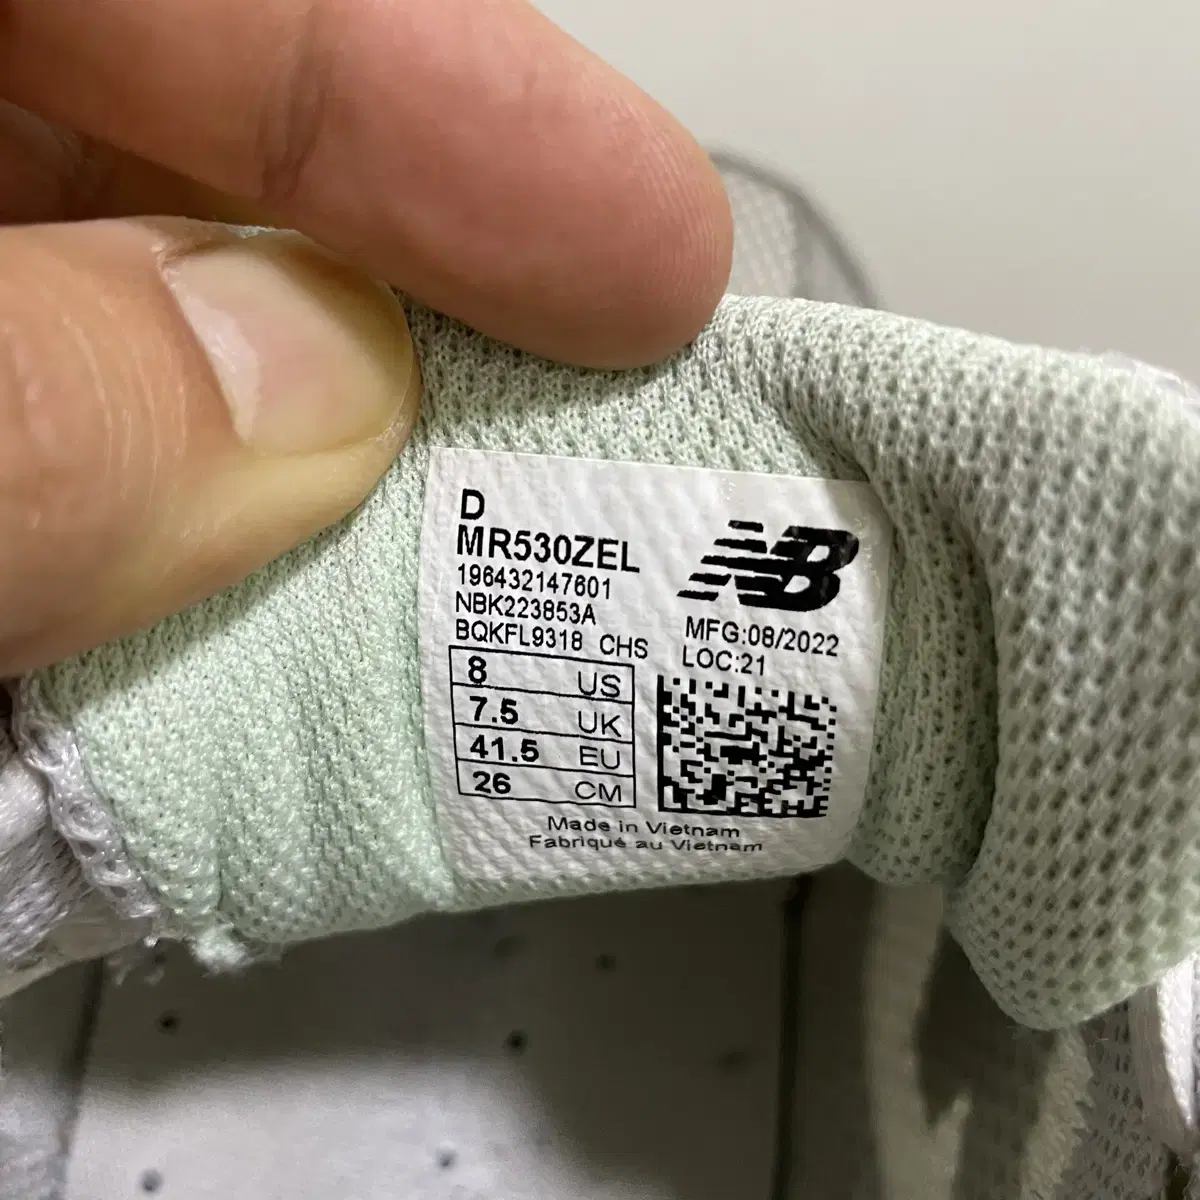 D
MR530ZEL
196432147601
NBK223853A
BQKFL9318 CHS
NB
MFG:08/2022
LOC:21
8 US
7.5 UK
41.5 EU
26 CM
Made in Vietnam
Fabriqué au Vietnam